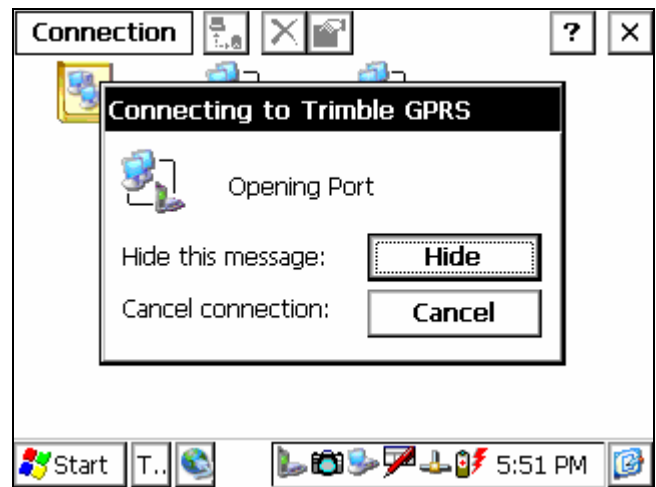 Connection ? ×
Connecting to Trimble GPRS
Opening Port
Hide this message: Hide
Cancel connection: Cancel
Start T.. 5:51 PM